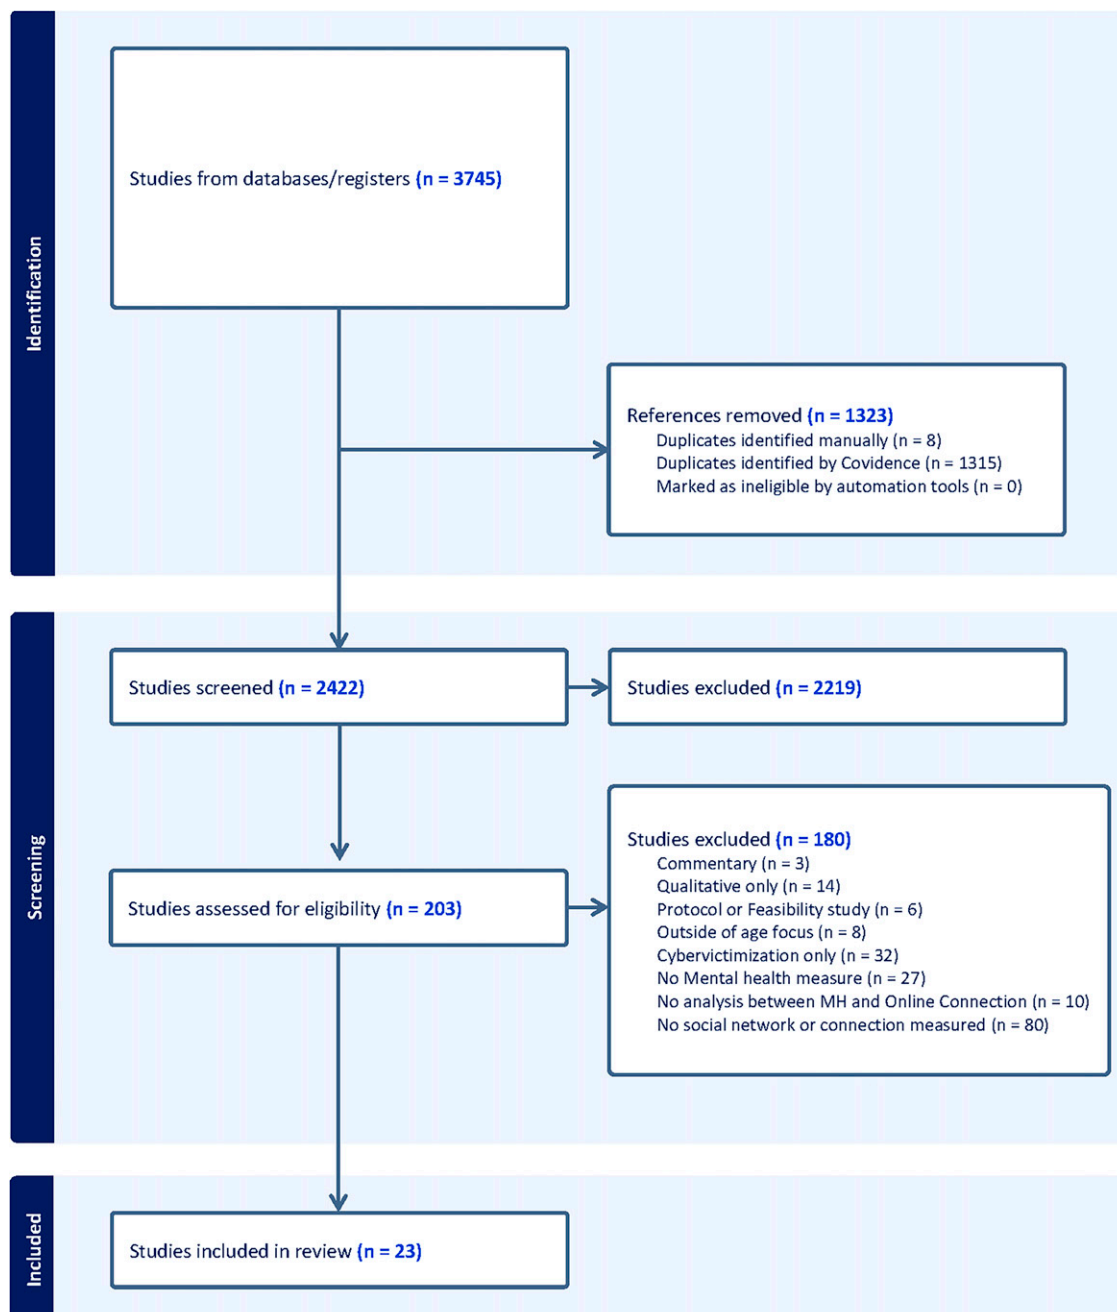 Identification
Studies from databases/registers (n = 3745)
References removed (n = 1323)
Duplicates identified manually (n = 8)
Duplicates identified by Covidence (n = 1315)
Marked as ineligible by automation tools (n = 0)
Screening
Studies screened (n = 2422)
Studies excluded (n = 2219)
Studies assessed for eligibility (n = 203)
Studies excluded (n = 180)
Commentary (n = 3)
Qualitative only (n = 14)
Protocol or Feasibility study (n = 6)
Outside of age focus (n = 8)
Cybervictimization only (n = 32)
No Mental health measure (n = 27)
No analysis between MH and Online Connection (n = 10)
No social network or connection measured (n = 80)
Included
Studies included in review (n = 23)